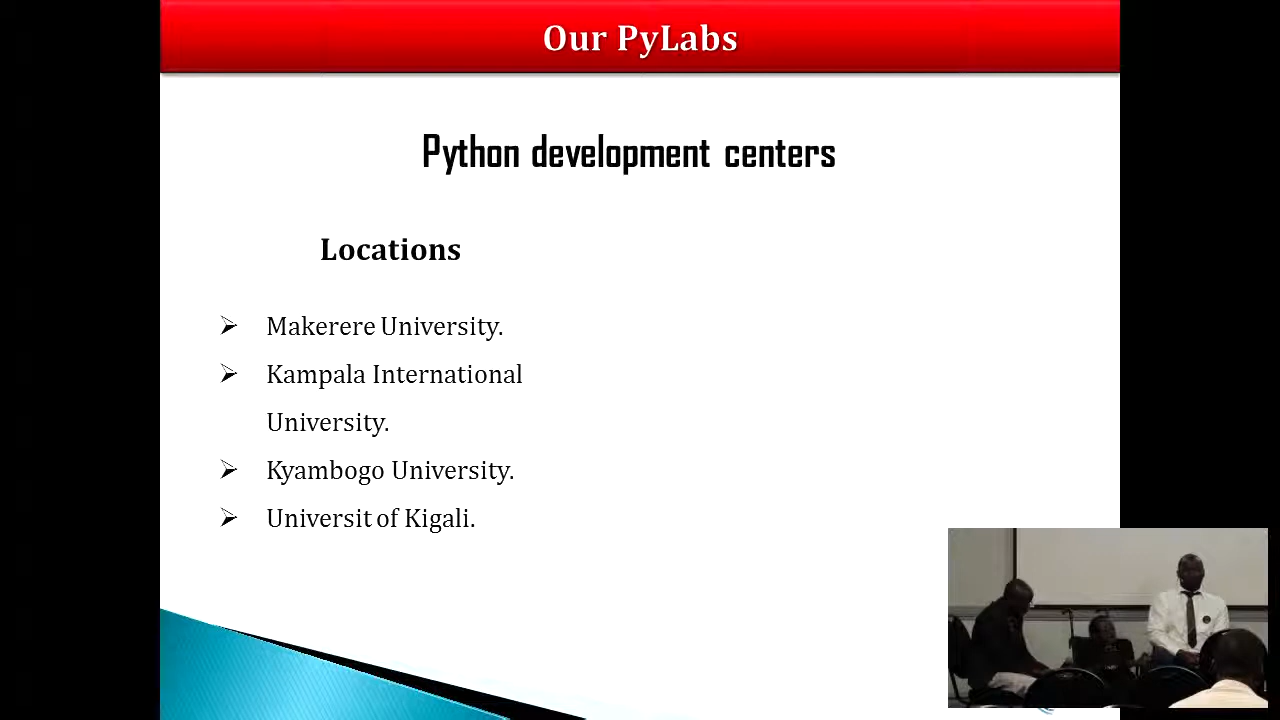 Our PyLabs
Python development centers
Locations
Makerere University.
Kampala International
University.
Kyambogo University.
Universit of Kigali.